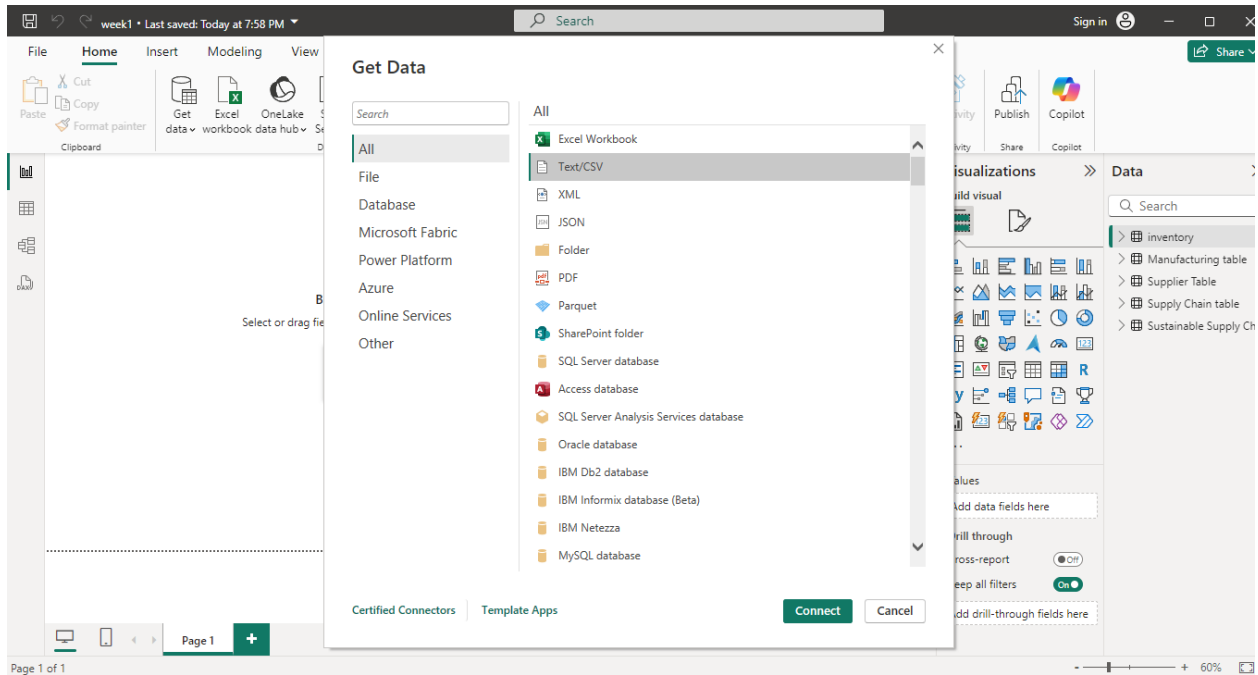 week1 • Last saved: Today at 7:58 PM
Search
Sign in
File Home Insert Modeling View
Share
Paste
Cut
Copy
Format painter
Clipboard
Get data
Excel workbook
OneLake data hub
Publish
Copilot
Share
Copilot
Get Data
Search
All
File
Database
Microsoft Fabric
Power Platform
Azure
Online Services
Other
All
Excel Workbook
Text/CSV
XML
JSON
Folder
PDF
Parquet
SharePoint folder
SQL Server database
Access database
SQL Server Analysis Services database
Oracle database
IBM Db2 database
IBM Informix database (Beta)
IBM Netezza
MySQL database
Certified Connectors
Template Apps
Connect
Cancel
Select or drag fie
isualizations
uild visual
alues
Add data fields here
rill through
ross-report
Off
eep all filters
On
Add drill-through fields here
Data
Search
inventory
Manufacturing table
Supplier Table
Supply Chain table
Sustainable Supply Ch
Page 1
Page 1 of 1
60%